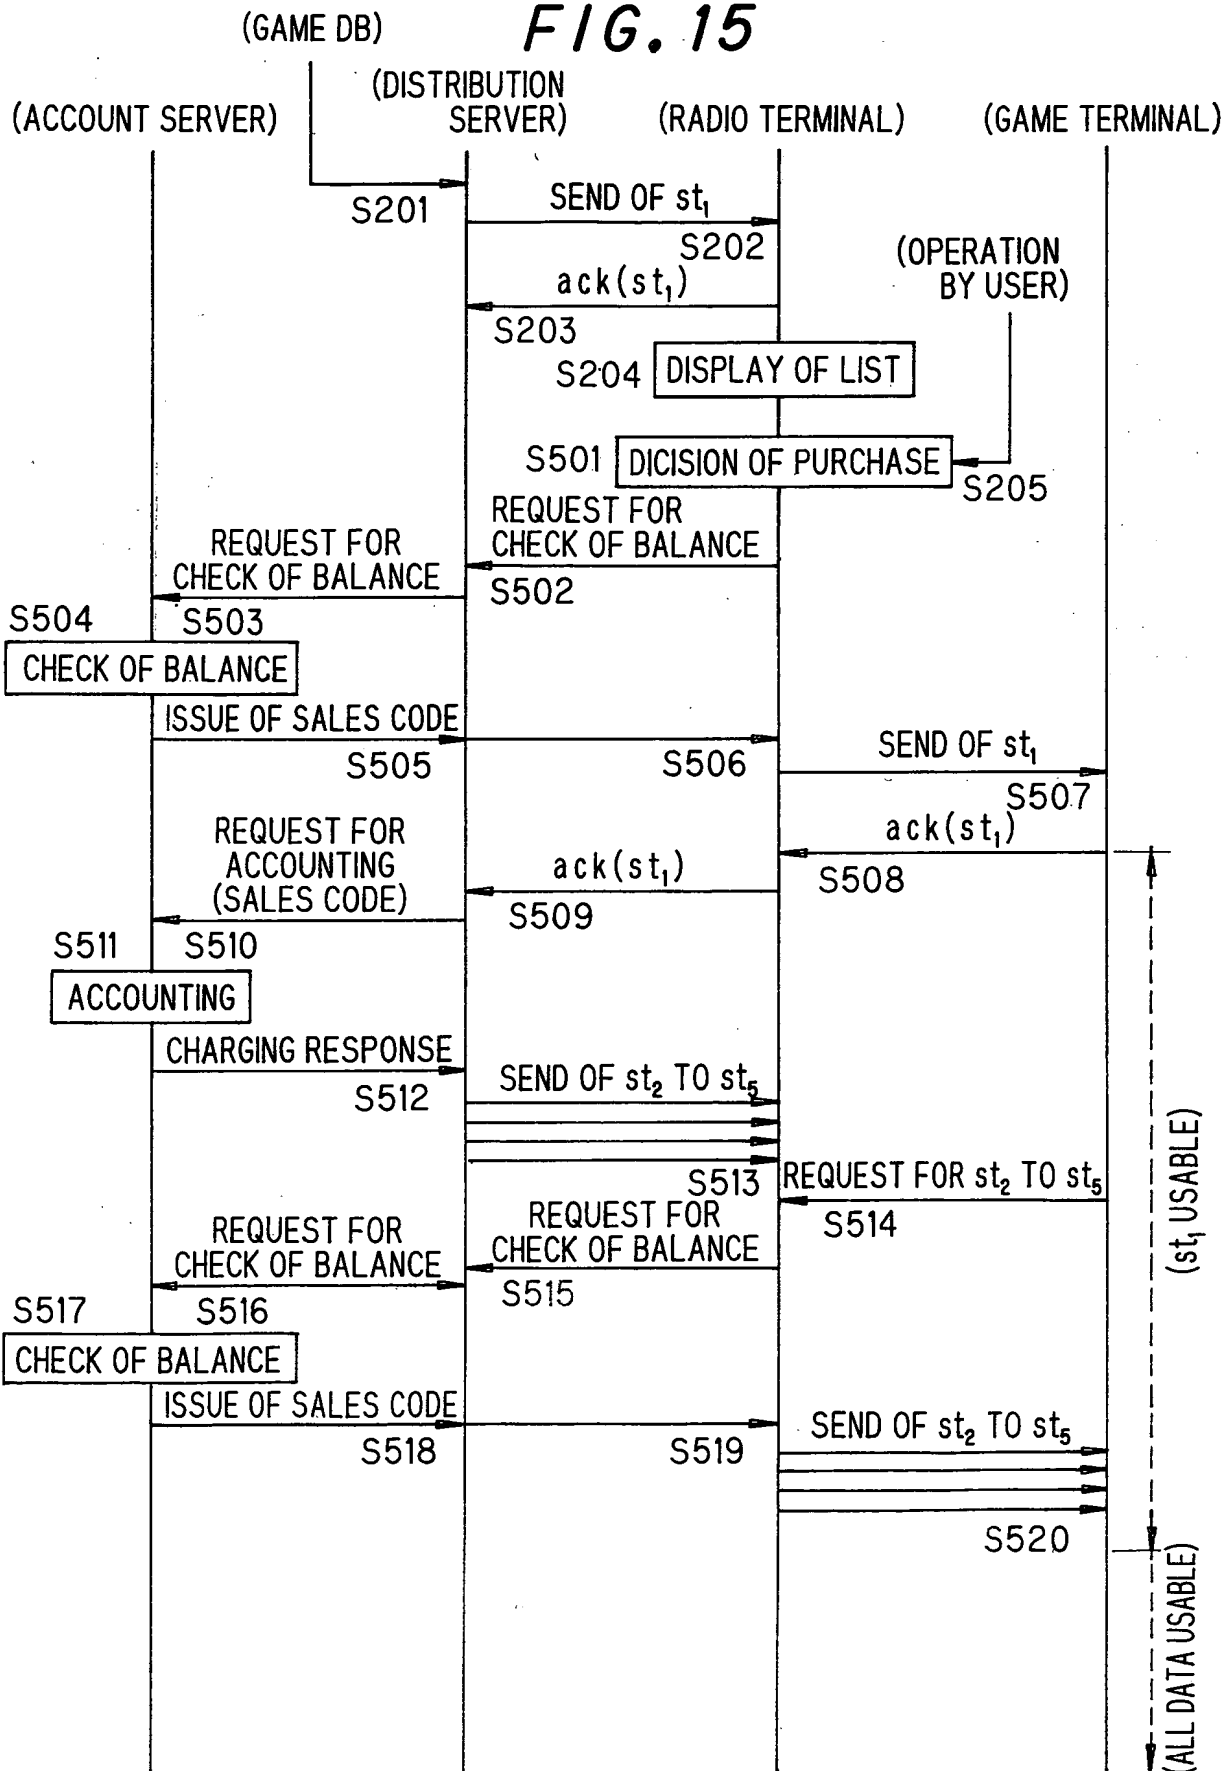 FIG. 15
(GAME DB)
(DISTRIBUTION
SERVER)
(ACCOUNT SERVER)
(RADIO TERMINAL)
(GAME TERMINAL)
S201
SEND OF st₁
S202
(OPERATION
BY USER)
ack(st₁)
S203
S204
DISPLAY OF LIST
S501
DICISION OF PURCHASE
S205
REQUEST FOR
CHECK OF BALANCE
S502
REQUEST FOR
CHECK OF BALANCE
S504
S503
CHECK OF BALANCE
ISSUE OF SALES CODE
S505
S506
SEND OF st₁
S507
ack(st₁)
S508
ack(st₁)
S509
REQUEST FOR
ACCOUNTING
(SALES CODE)
S511
S510
ACCOUNTING
CHARGING RESPONSE
S512
SEND OF st₂ TO st₅
S513
REQUEST FOR st₂ TO st₅
S514
(st₁ USABLE)
REQUEST FOR
CHECK OF BALANCE
S515
REQUEST FOR
CHECK OF BALANCE
S517
S516
CHECK OF BALANCE
ISSUE OF SALES CODE
S518
S519
SEND OF st₂ TO st₅
S520
(ALL DATA USABLE)